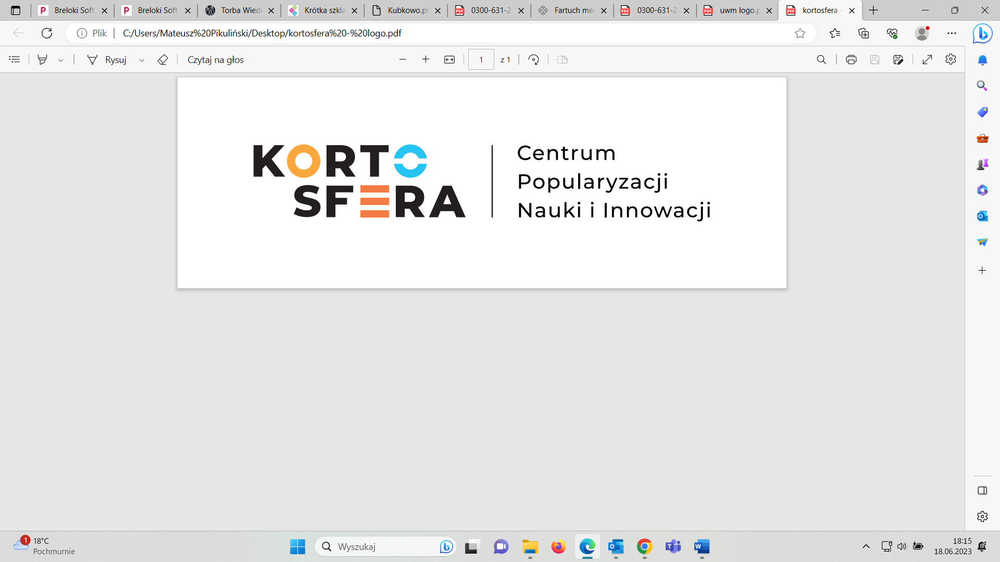 Breloki Soft
Breloki Soft
Torba Wied
Krótka szkla
Kubkowo.pl
0300-631-2
Fartuch med
0300-631-2
uwm logo.p
kortosfera -
Plik
C:/Users/Mateusz%20Pikuliński/Desktop/kortosfera%20-%20logo.pdf
Rysuj
Czytaj na głos
1
z 1
KORTO
SFERA
Centrum
Popularyzacji
Nauki i Innowacji
1
18°C
Pochmurnie
Wyszukaj
18:15
18.06.2023